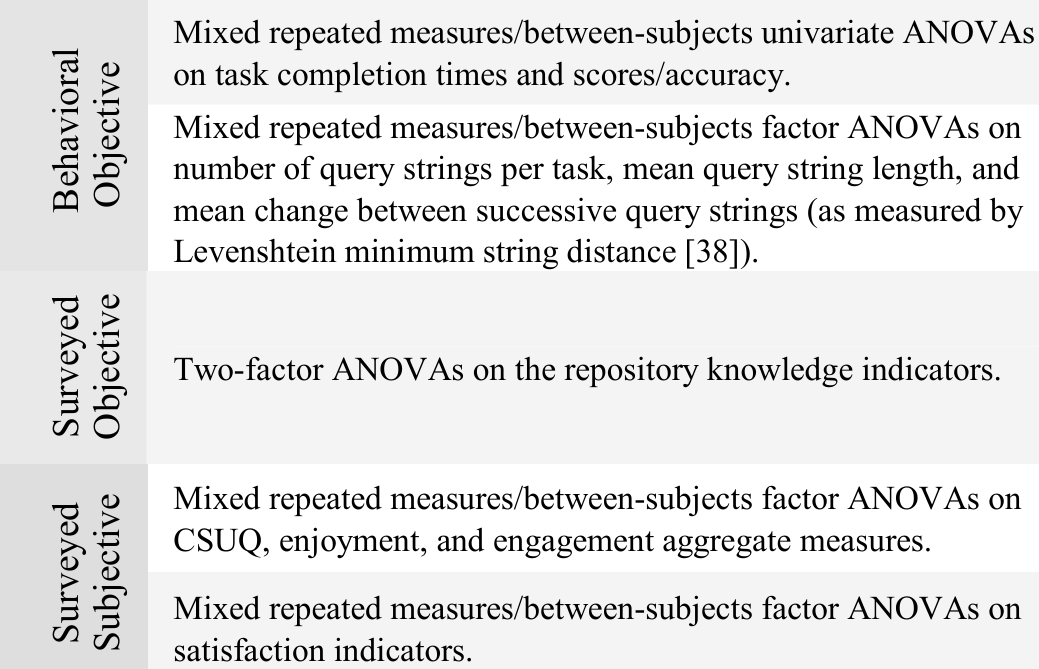 Behavioral
Objective
Mixed repeated measures/between-subjects univariate ANOVAs
on task completion times and scores/accuracy.
Mixed repeated measures/between-subjects factor ANOVAs on
number of query strings per task, mean query string length, and
mean change between successive query strings (as measured by
Levenshtein minimum string distance [38]).
Surveyed
Objective
Two-factor ANOVAs on the repository knowledge indicators.
Surveyed
Subjective
Mixed repeated measures/between-subjects factor ANOVAs on
CSUQ, enjoyment, and engagement aggregate measures.
Mixed repeated measures/between-subjects factor ANOVAs on
satisfaction indicators.